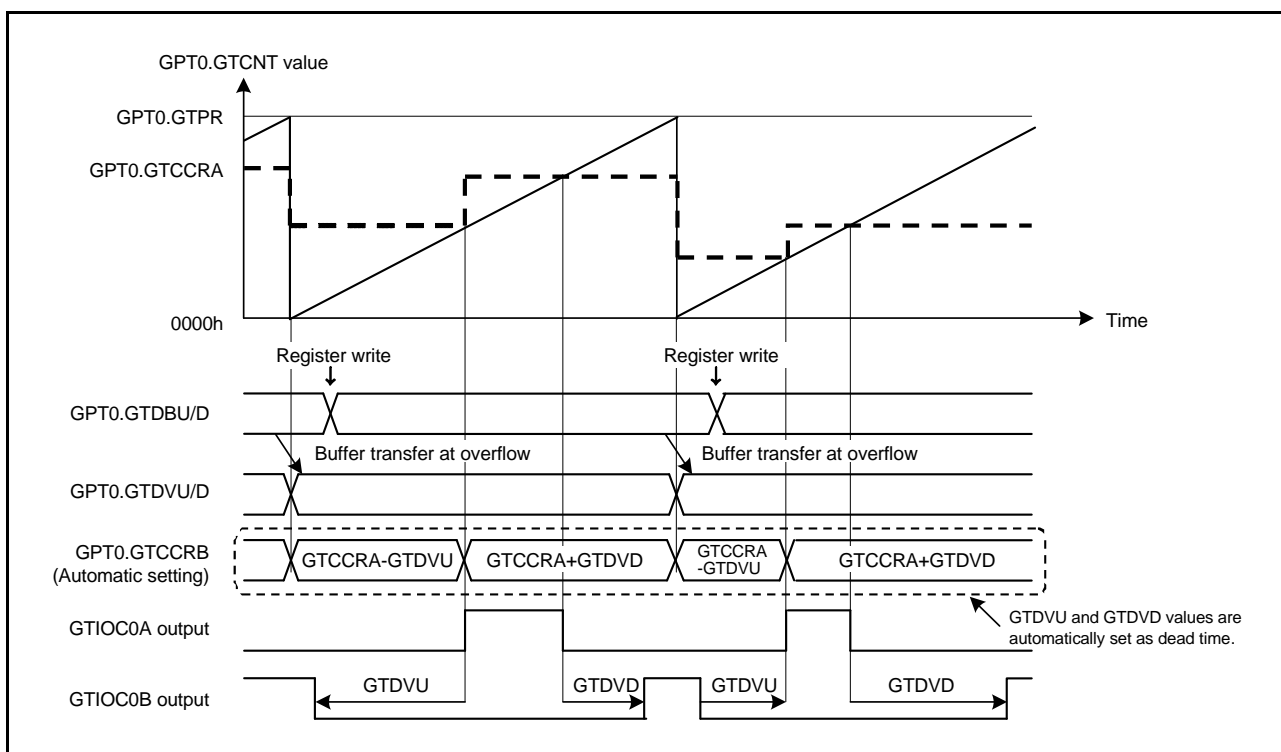 GPT0.GTCNT value
GPT0.GTPR
GPT0.GTCCRA
0000h
Time
Register write
Register write
GPT0.GTDBU/D
Buffer transfer at overflow
Buffer transfer at overflow
GPT0.GTDVU/D
GPT0.GTCCRB
(Automatic setting)
GTCCRA-GTDVU
GTCCRA+GTDVD
GTCCRA
-GTDVU
GTCCRA+GTDVD
GTDVU and GTDVD values are
automatically set as dead time.
GTIOC0A output
GTIOC0B output
GTDVU
GTDVD
GTDVU
GTDVD